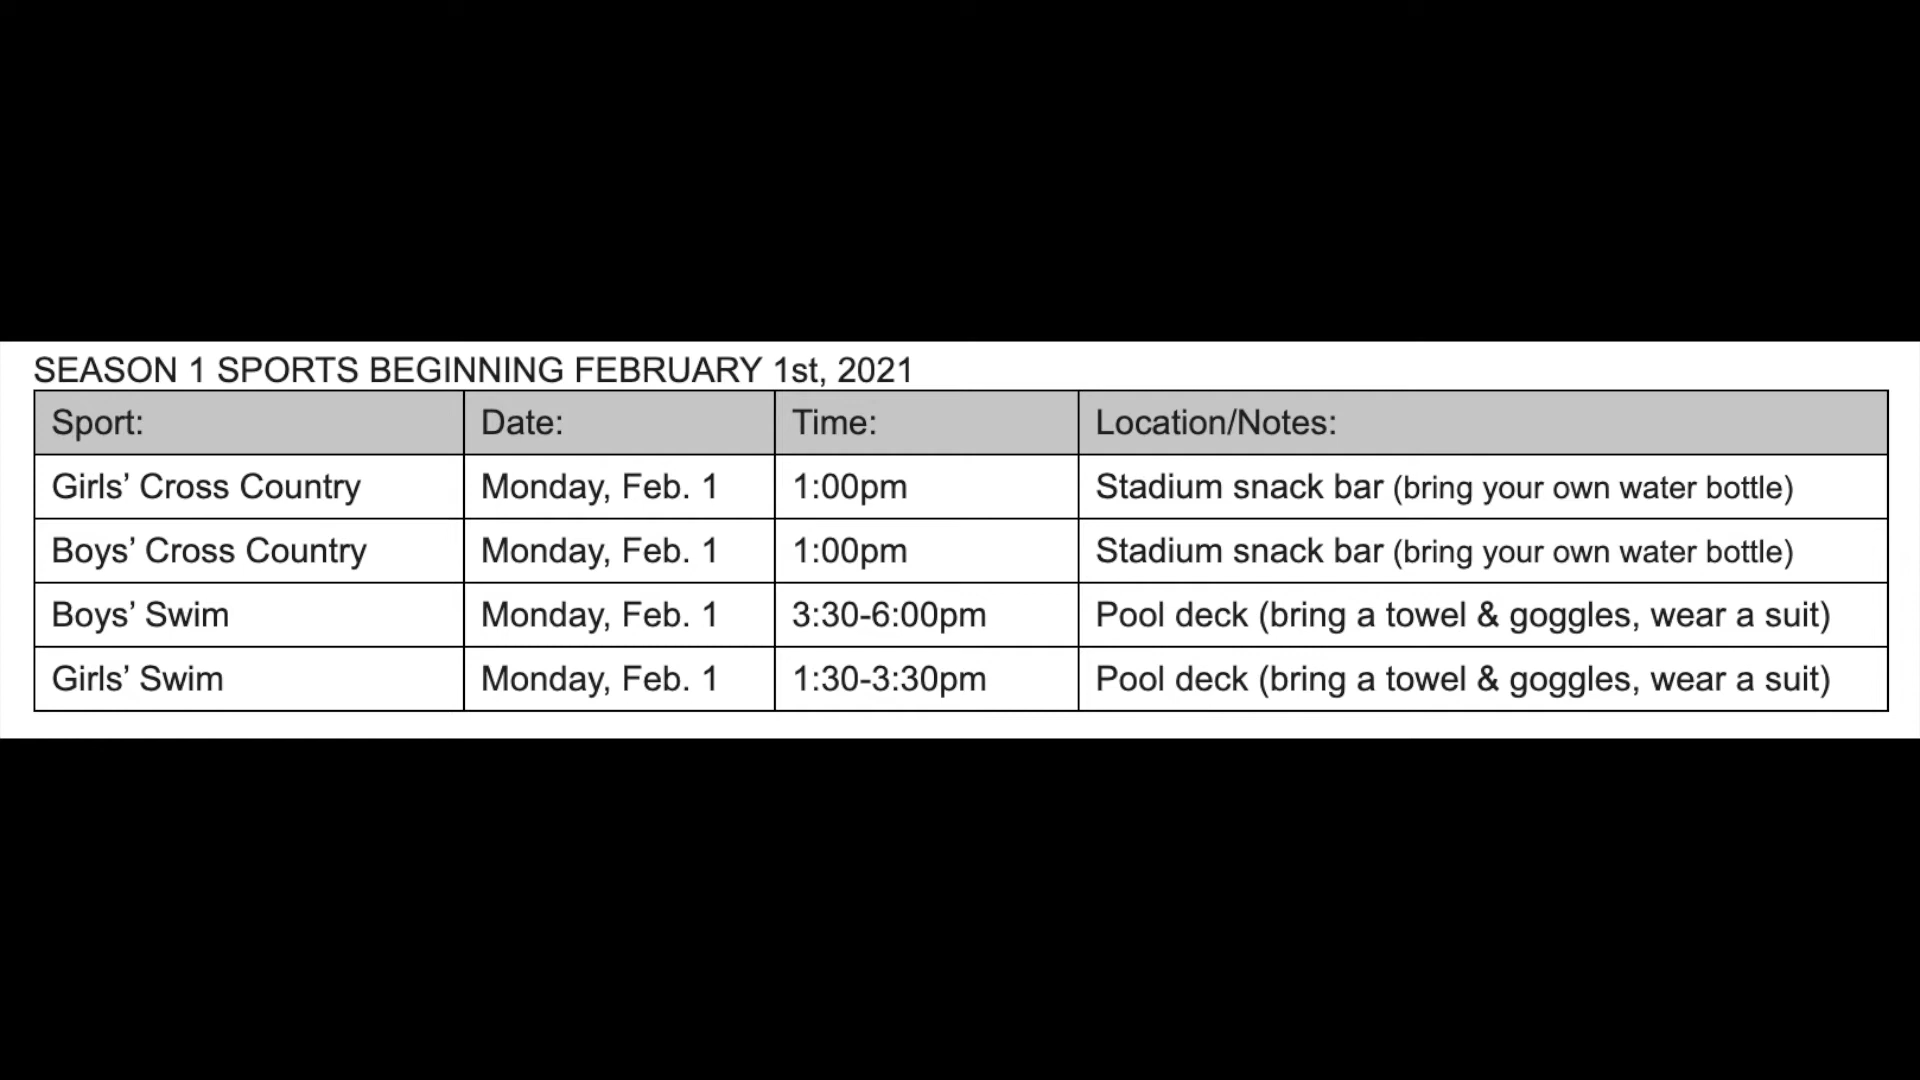 SEASON 1 SPORTS BEGINNING FEBRUARY 1st, 2021
Sport: Date: Time: Location/Notes:
Girls’ Cross Country Monday, Feb. 1 1:00pm Stadium snack bar (bring your own water bottle)
Boys’ Cross Country Monday, Feb. 1 1:00pm Stadium snack bar (bring your own water bottle)
Boys’ Swim Monday, Feb. 1 3:30-6:00pm Pool deck (bring a towel & goggles, wear a suit)
Girls’ Swim Monday, Feb. 1 1:30-3:30pm Pool deck (bring a towel & goggles, wear a suit)